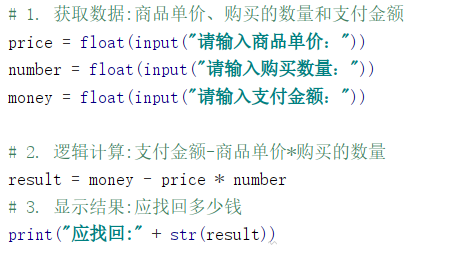 # 1. 获取数据:商品单价、购买的数量和支付金额
price = float(input("请输入商品单价："))
number = float(input("请输入购买数量："))
money = float(input("请输入支付金额："))
# 2. 逻辑计算:支付金额-商品单价*购买的数量
result = money - price * number
# 3. 显示结果:应找回多少钱
print("应找回:" + str(result))